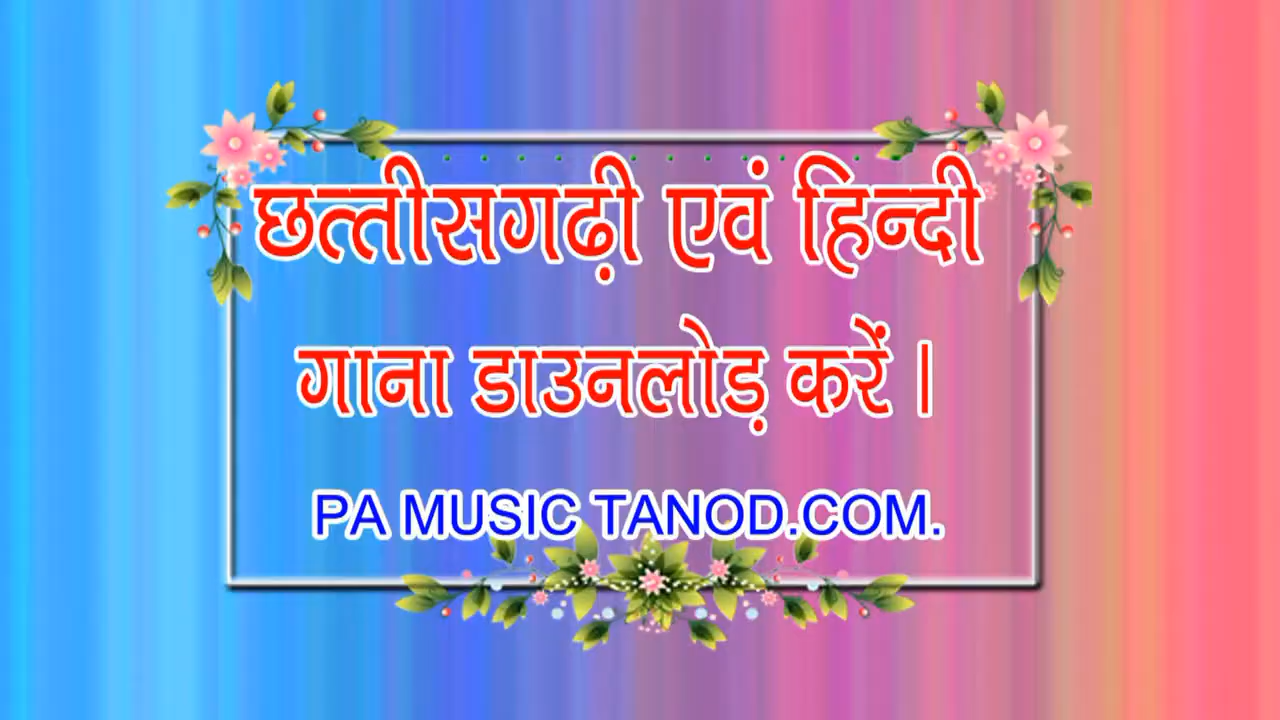 छत्तीसगढ़ी एवं हिन्दी
गाना डाउनलोड़ करें ।
PA MUSIC TANOD.COM.